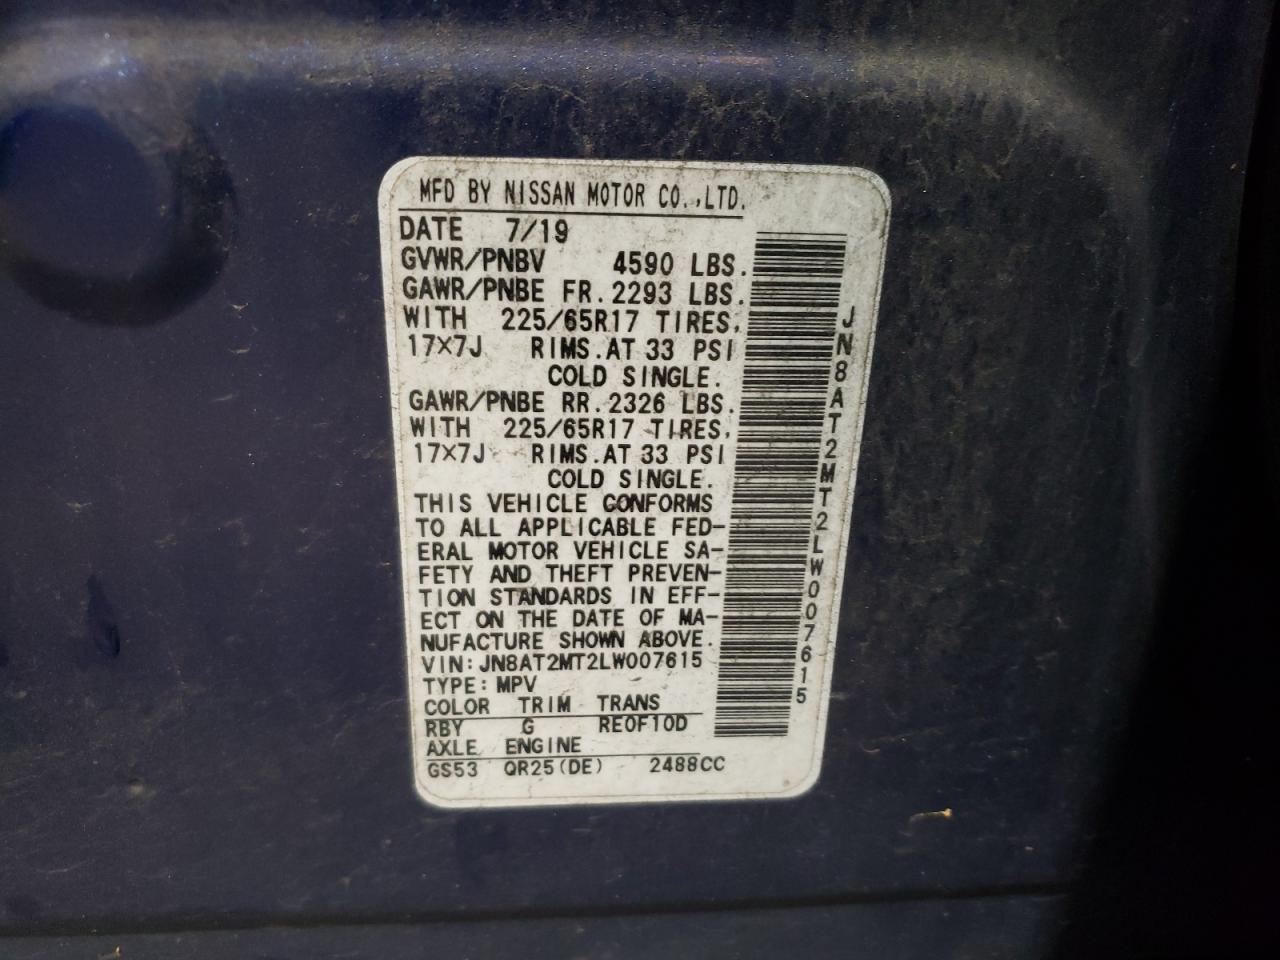 MFD BY NISSAN MOTOR CO.,LTD.
DATE 7/19
GVWR/PNBV 4590 LBS.
GAWR/PNBE FR. 2293 LBS.
WITH 225/65R17 TIRES,
17X7J RIMS. AT 33 PSI
COLD SINGLE.
GAWR/PNBE RR. 2326 LBS.
WITH 225/65R17 TIRES,
17X7J RIMS. AT 33 PSI
COLD SINGLE.
THIS VEHICLE CONFORMS
TO ALL APPLICABLE FED-
ERAL MOTOR VEHICLE SA-
FETY AND THEFT PREVEN-
TION STANDARDS IN EFF-
ECT ON THE DATE OF MA-
NUFACTURE SHOWN ABOVE.
VIN: JN8AT2MT2LW007615
TYPE: MPV
COLOR TRIM TRANS
RBY G RE0F10D
AXLE ENGINE
GS53 QR25(DE) 2488CC
JN8AT2MT2LW007615